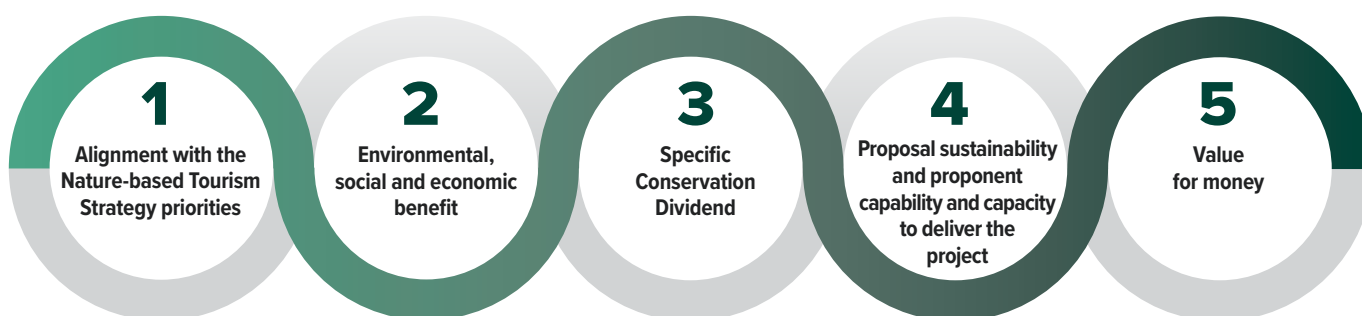 1
Alignment with the
Nature-based Tourism
Strategy priorities
2
Environmental,
social and economic
benefit
3
Specific
Conservation
Dividend
4
Proposal sustainability
and proponent
capability and capacity
to deliver the
project
5
Value
for money